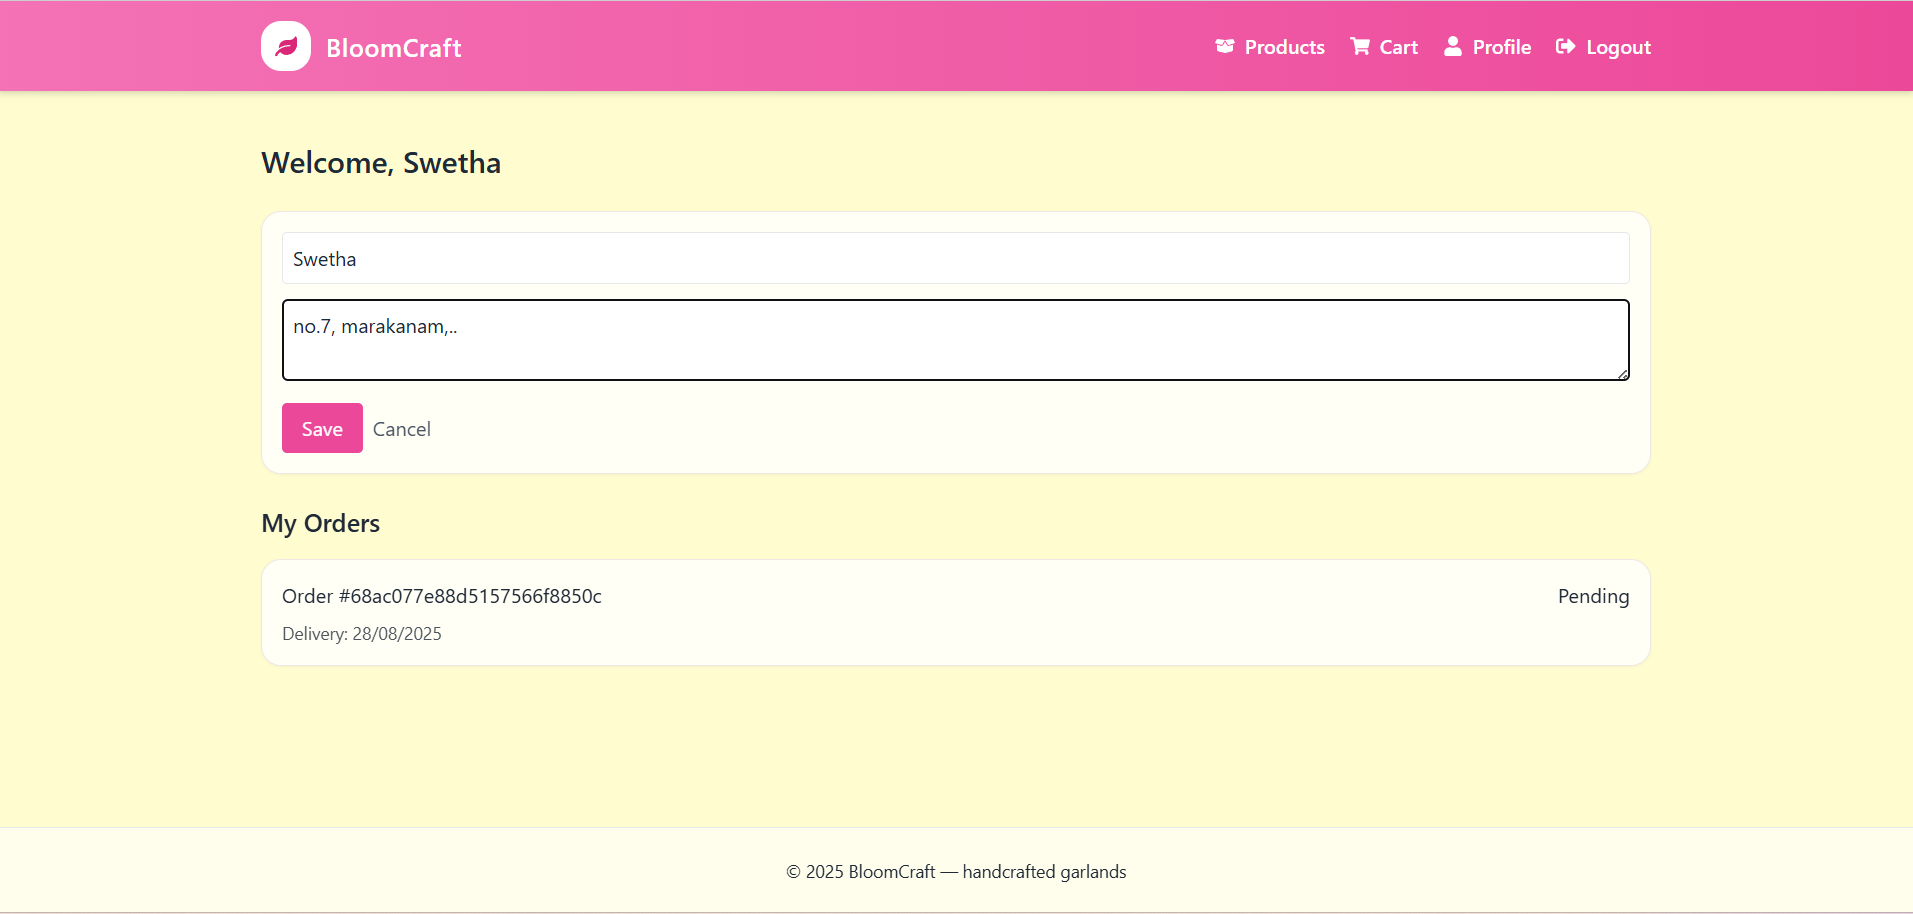 BloomCraft
Products Cart Profile Logout
Welcome, Swetha
Swetha
no.7, marakanam,..
Save Cancel
My Orders
Order #68ac077e88d5157566f8850c Pending
Delivery: 28/08/2025
© 2025 BloomCraft — handcrafted garlands